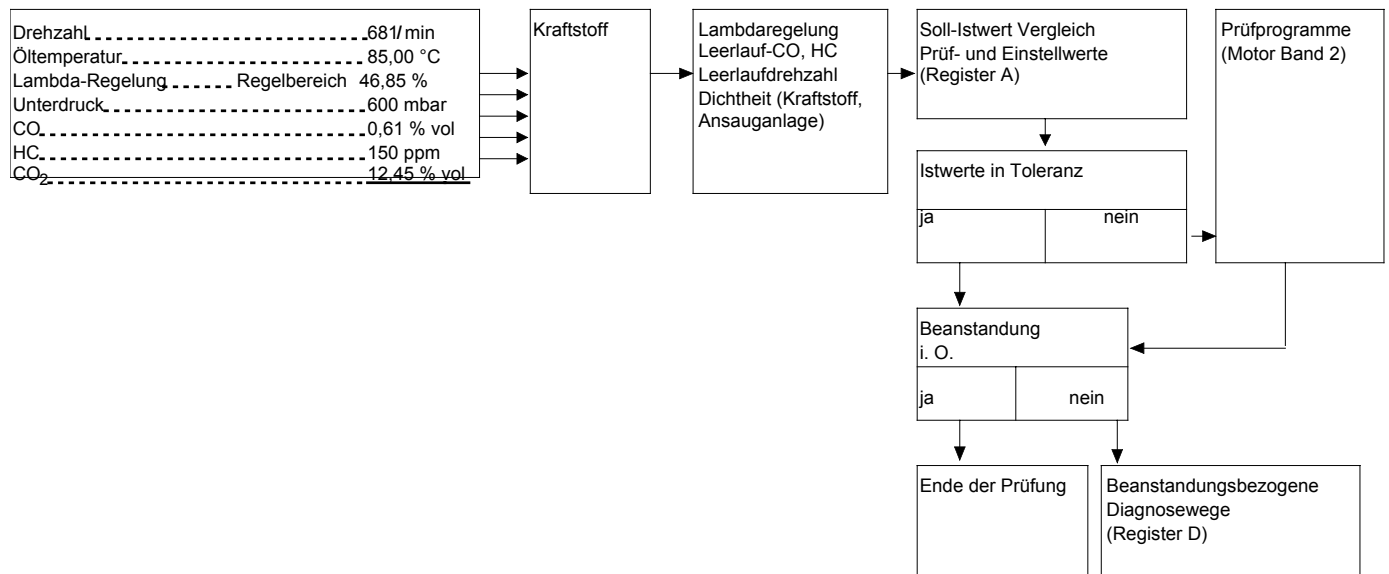 Drehzahl 681/min
Öltemperatur 85,00 °C
Lambda-Regelung Regelbereich 46,85 %
Unterdruck 600 mbar
CO 0,61 % vol
HC 150 ppm
CO2 12,45 % vol
Kraftstoff
Lambdaregelung
Leerlauf-CO, HC
Leerlaufdrehzahl
Dichtheit (Kraftstoff,
Ansauganlage)
Soll-Istwert Vergleich
Prüf- und Einstellwerte
(Register A)
Prüfprogramme
(Motor Band 2)
Istwerte in Toleranz
ja nein
Beanstandung
i. O.
ja nein
Ende der Prüfung
Beanstandungsbezogene
Diagnosewege
(Register D)